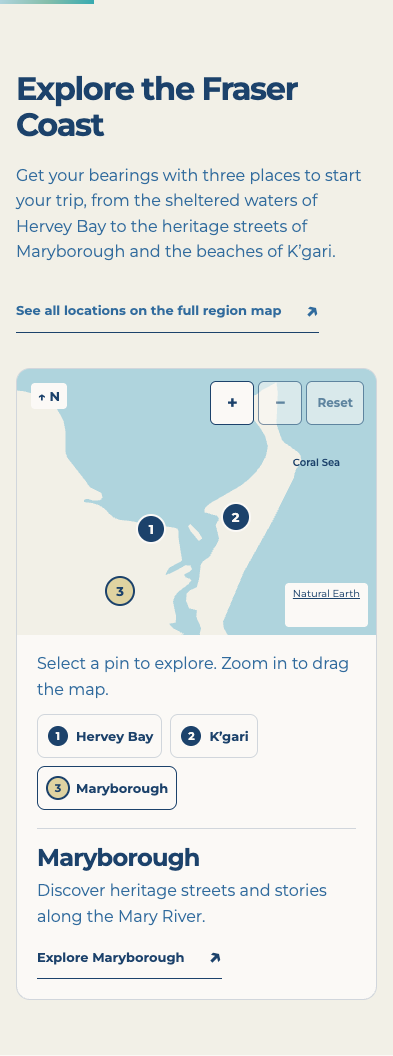 Explore the Fraser
Coast
Get your bearings with three places to start
your trip, from the sheltered waters of
Hervey Bay to the heritage streets of
Maryborough and the beaches of K’gari.
See all locations on the full region map
↑ N
+
−
Reset
Coral Sea
1
2
3
Natural Earth
Select a pin to explore. Zoom in to drag
the map.
1 Hervey Bay
2 K’gari
3 Maryborough
Maryborough
Discover heritage streets and stories
along the Mary River.
Explore Maryborough